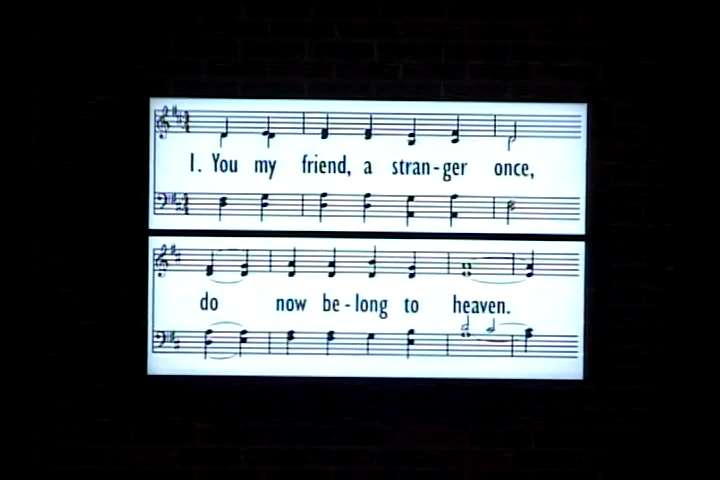 1. You my friend, a stran-ger once,
do now be-long to heaven.